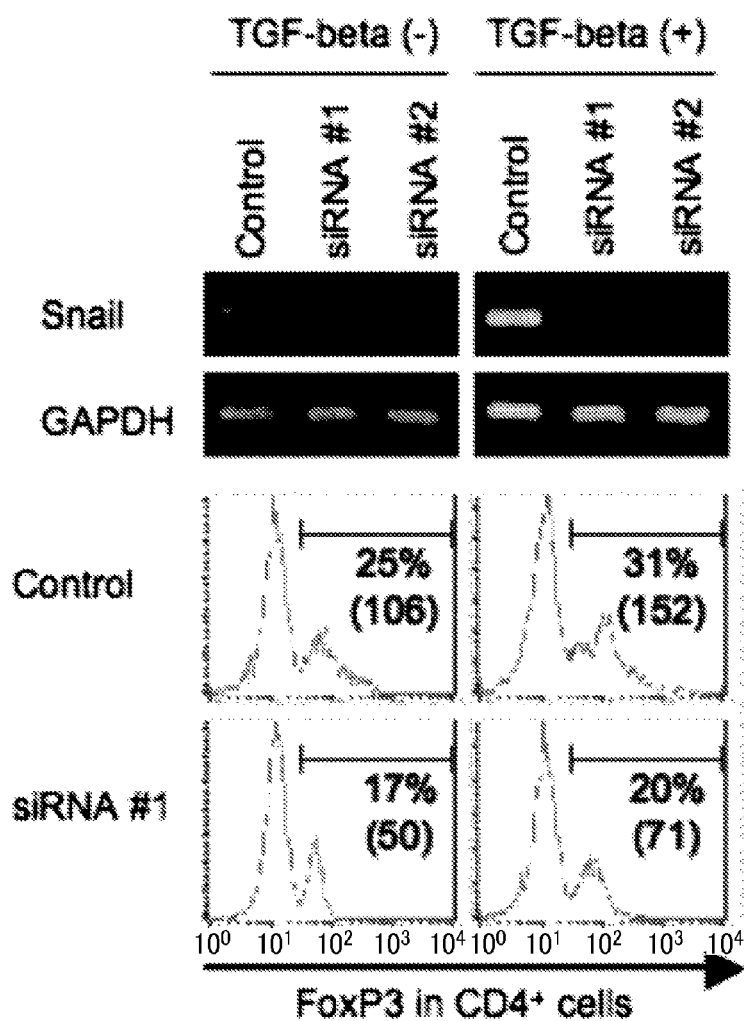 TGF-beta (-) TGF-beta (+)
Control siRNA #1 siRNA #2 Control siRNA #1 siRNA #2
Snail
GAPDH
Control
25% 31%
(106) (152)
siRNA #1
17% 20%
(50) (71)
10⁰ 10¹ 10² 10³ 10⁴ 10⁰ 10¹ 10² 10³ 10⁴
FoxP3 in CD4⁺ cells